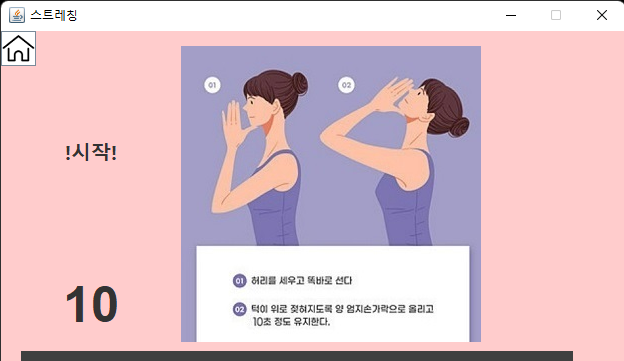 스트레칭
!시작!
10
01
02
01 허리를 세우고 똑바로 선다
02 턱이 위로 젖혀지도록 양 엄지손가락으로 올리고
10초 정도 유지한다.